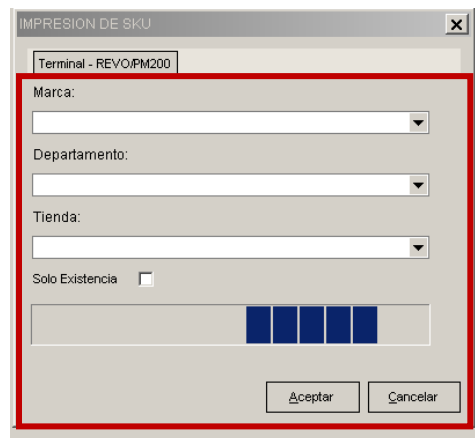 IMPRESION DE SKU
Terminal - REVO/PM200
Marca:
Departamento:
Tienda:
Solo Existencia
Aceptar Cancelar